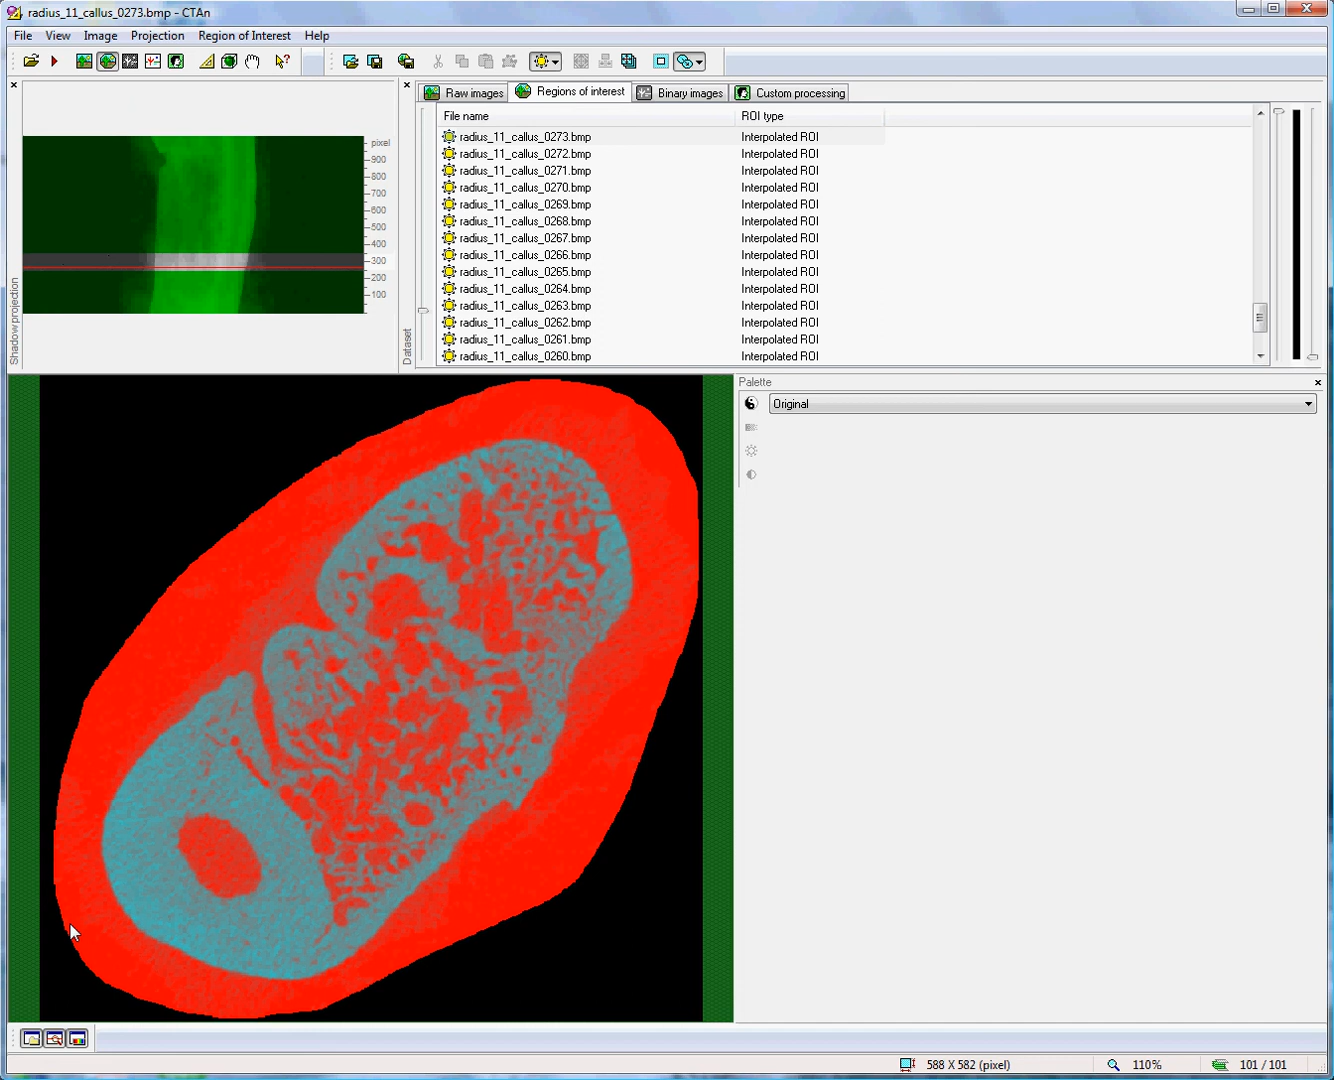 radius_11_callus_0273.bmp - CTAn
File View Image Projection Region of Interest Help
Raw images Regions of interest Binary images Custom processing
File name ROI type
radius_11_callus_0273.bmp Interpolated ROI
radius_11_callus_0272.bmp Interpolated ROI
radius_11_callus_0271.bmp Interpolated ROI
radius_11_callus_0270.bmp Interpolated ROI
radius_11_callus_0269.bmp Interpolated ROI
radius_11_callus_0268.bmp Interpolated ROI
radius_11_callus_0267.bmp Interpolated ROI
radius_11_callus_0266.bmp Interpolated ROI
radius_11_callus_0265.bmp Interpolated ROI
radius_11_callus_0264.bmp Interpolated ROI
radius_11_callus_0263.bmp Interpolated ROI
radius_11_callus_0262.bmp Interpolated ROI
radius_11_callus_0261.bmp Interpolated ROI
radius_11_callus_0260.bmp Interpolated ROI
pixel
900
800
700
600
500
400
300
200
100
Shadow projection
Dataset
Palette
Original
588 X 582 (pixel) 110% 101 / 101